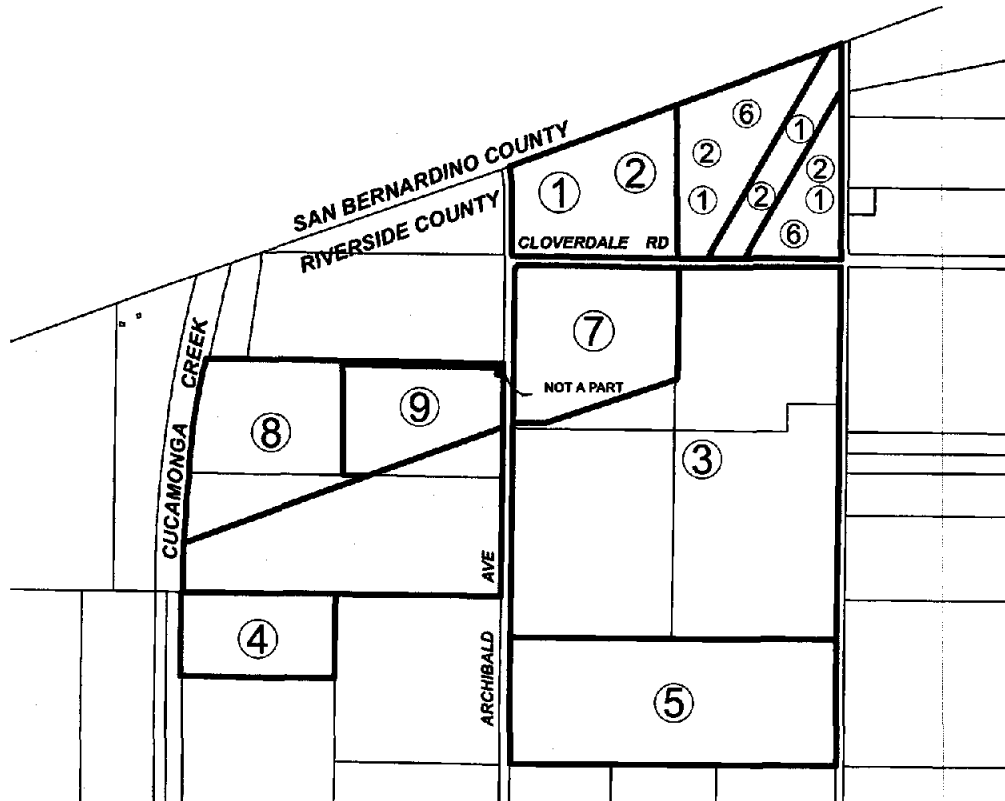 SAN BERNARDINO COUNTY
RIVERSIDE COUNTY
6
1
2
2
1
2
1
2
1
6
CLOVERDALE RD
7
NOT A PART
CUCAMONGA CREEK
8
9
3
ARCHIBALD AVE
4
5